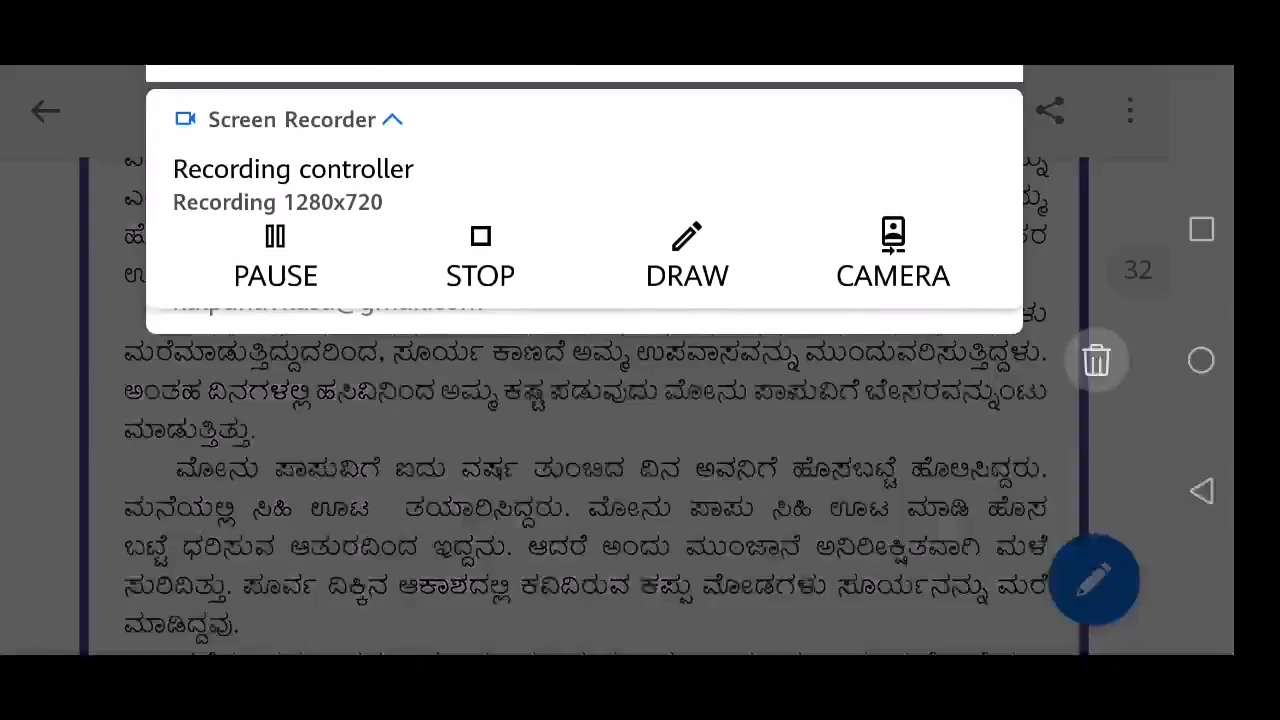 Screen Recorder
Recording controller
Recording 1280x720
PAUSE STOP DRAW CAMERA
32
ಮರೆಮಾಡುತ್ತಿದ್ದುದರಿಂದ, ಸೂರ್ಯ ಕಾಣದೆ ಅಮ್ಮ ಉಪವಾಸವನ್ನು ಮುಂದುವರಿಸುತ್ತಿದ್ದಳು.
ಅಂತಹ ದಿನಗಳಲ್ಲಿ ಹಸಿವಿನಿಂದ ಅಮ್ಮ ಕಷ್ಟ ಪಡುವುದು ಮೋನು ಪಾಪುವಿಗೆ ಬೇಸರವನ್ನುಂಟು
ಮಾಡುತ್ತಿತ್ತು.
ಮೋನು ಪಾಪುವಿಗೆ ಐದು ವರ್ಷ ತುಂಬಿದ ದಿನ ಅವನಿಗೆ ಹೊಸಬಟ್ಟೆ ಹೊಲಿಸಿದ್ದರು.
ಮನೆಯಲ್ಲಿ ಸಿಹಿ ಊಟ ತಯಾರಿಸಿದ್ದರು. ಮೋನು ಪಾಪು ಸಿಹಿ ಊಟ ಮಾಡಿ ಹೊಸ
ಬಟ್ಟೆ ಧರಿಸುವ ಆತುರದಿಂದ ಇದ್ದನು. ಆದರೆ ಅಂದು ಮುಂಜಾನೆ ಅನಿರೀಕ್ಷಿತವಾಗಿ ಮಳೆ
ಸುರಿದಿತ್ತು. ಪೂರ್ವ ದಿಕ್ಕಿನ ಆಕಾಶದಲ್ಲಿ ಕವಿದಿರುವ ಕಪ್ಪು ಮೋಡಗಳು ಸೂರ್ಯನನ್ನು ಮರೆ
ಮಾಡಿದ್ದವು.